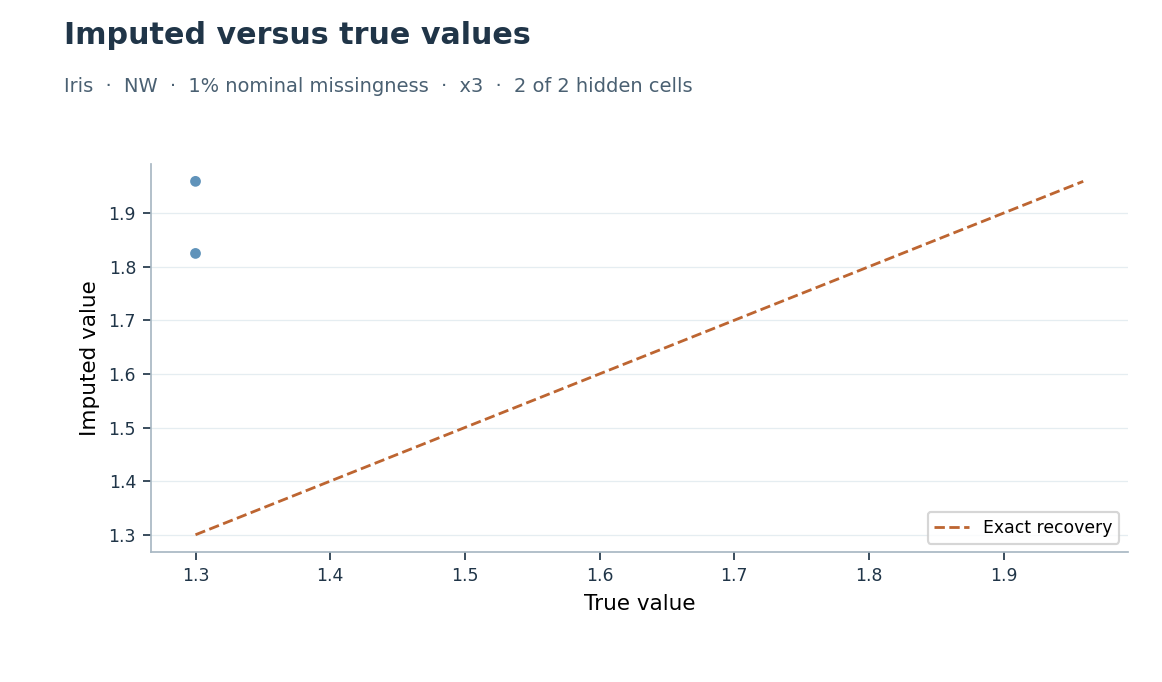 Imputed versus true values
Iris · NW · 1% nominal missingness · x3 · 2 of 2 hidden cells
1.9
1.8
1.7
1.6
1.5
1.4
1.3
Imputed value
Exact recovery
1.3 1.4 1.5 1.6 1.7 1.8 1.9
True value